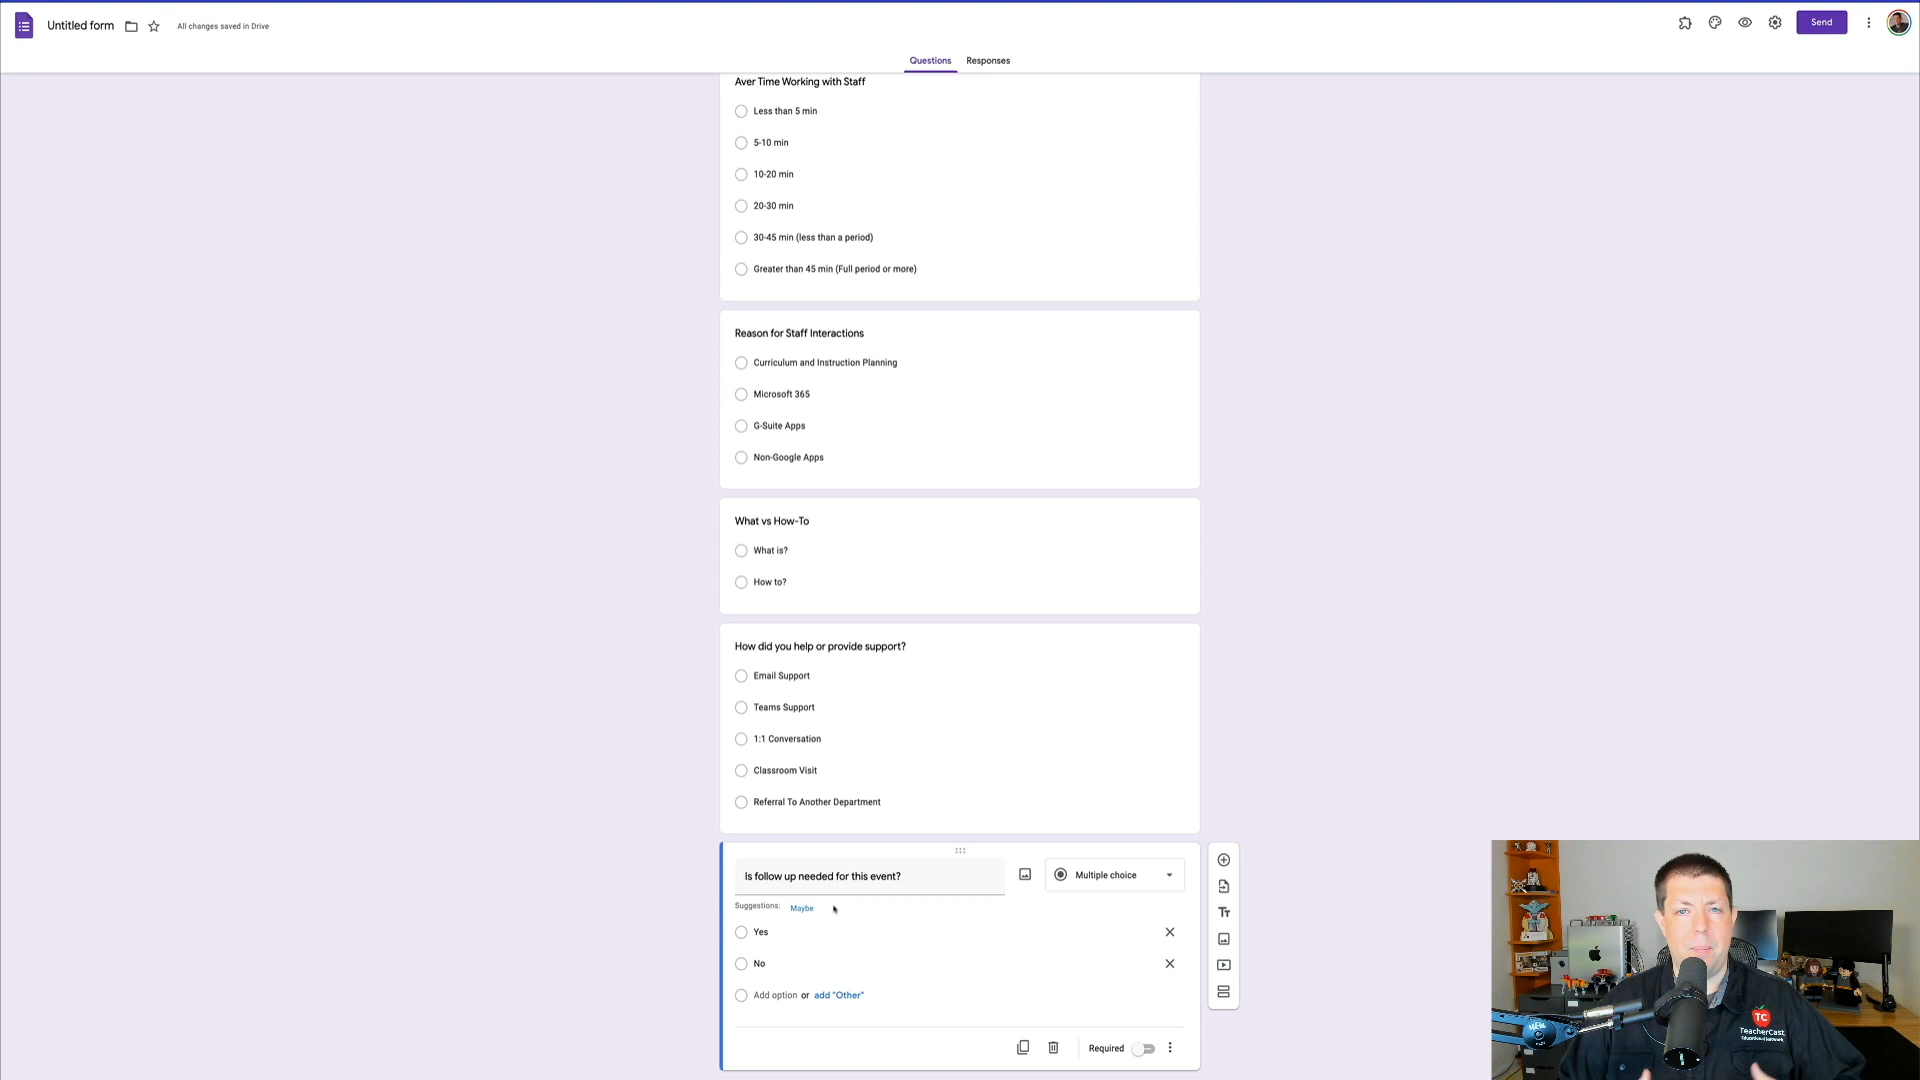 Untitled form
All changes saved in Drive
Send
Questions
Responses
Aver Time Working with Staff
Less than 5 min
5-10 min
10-20 min
20-30 min
30-45 min (less than a period)
Greater than 45 min (Full period or more)
Reason for Staff Interactions
Curriculum and Instruction Planning
Microsoft 365
G-Suite Apps
Non-Google Apps
What vs How-To
What is?
How to?
How did you help or provide support?
Email Support
Teams Support
1:1 Conversation
Classroom Visit
Referral To Another Department
Is follow up needed for this event?
Multiple choice
Suggestions: Maybe
Yes
No
Add option or add "Other"
Required
TC
TeacherCast
Educational Network